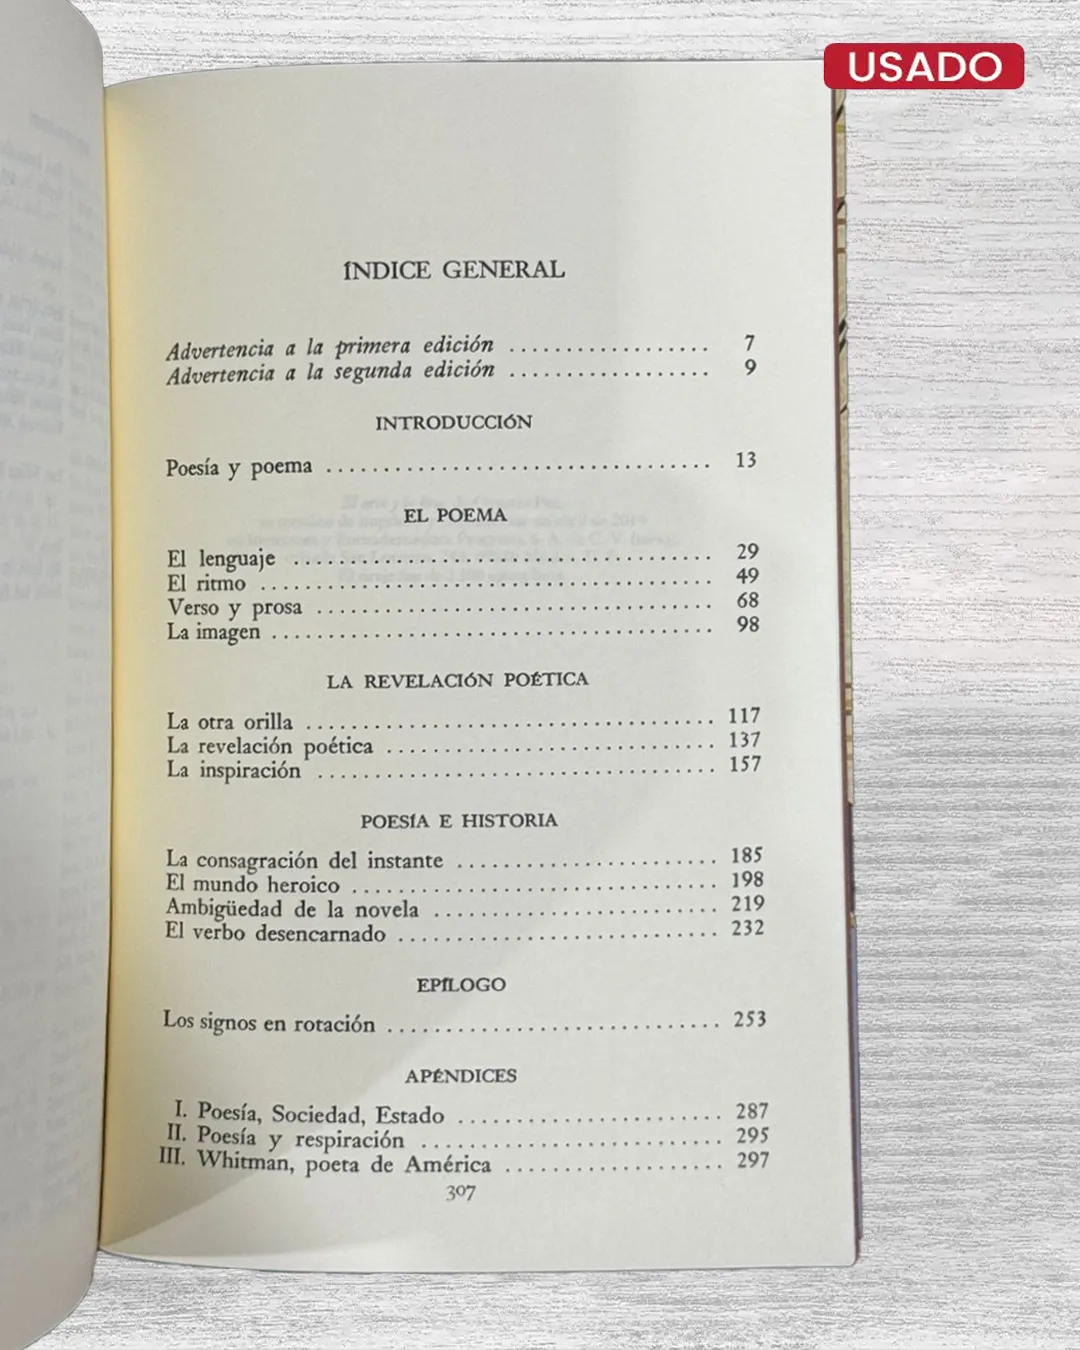 USADO
ÍNDICE GENERAL
Advertencia a la primera edición .................. 7
Advertencia a la segunda edición .................. 9
INTRODUCCIÓN
Poesía y poema .................................. 13
EL POEMA
El lenguaje ..................................... 29
El ritmo ........................................ 49
Verso y prosa ................................... 68
La imagen ....................................... 98
LA REVELACIÓN POÉTICA
La otra orilla .................................... 117
La revelación poética ............................. 137
La inspiración ................................... 157
POESÍA E HISTORIA
La consagración del instante ........................ 185
El mundo heroico ................................ 198
Ambigüedad de la novela .......................... 219
El verbo desencarnado ............................. 232
EPÍLOGO
Los signos en rotación .............................. 253
APÉNDICES
I. Poesía, Sociedad, Estado ........................ 287
II. Poesía y respiración ........................... 295
III. Whitman, poeta de América .................... 297
307